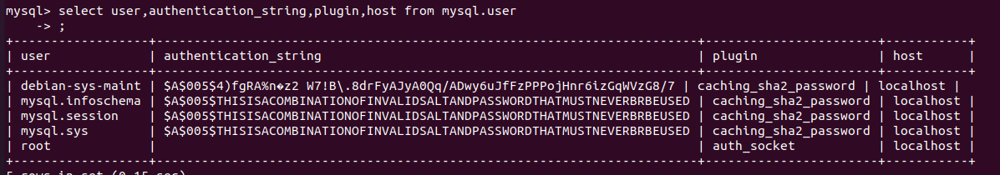 mysql> select user,authentication_string,plugin,host from mysql.user
    -> ;
+------------------+------------------------------------------------------------------------+-----------------------+-----------+
| user             | authentication_string                                                  | plugin                | host      |
+------------------+------------------------------------------------------------------------+-----------------------+-----------+
| debian-sys-maint | $A$005$4)fgRA%n�z2 W7!B\.8drFyAJyA0Qq/ADwy6uJfFzPPPojHnr6izGqWVzG8/7 | caching_sha2_password | localhost |
| mysql.infoschema | $A$005$THISISACOMBINATIONOFINVALIDSALTANDPASSWORDTHATMUSTNEVERBRBEUSED | caching_sha2_password | localhost |
| mysql.session    | $A$005$THISISACOMBINATIONOFINVALIDSALTANDPASSWORDTHATMUSTNEVERBRBEUSED | caching_sha2_password | localhost |
| mysql.sys        | $A$005$THISISACOMBINATIONOFINVALIDSALTANDPASSWORDTHATMUSTNEVERBRBEUSED | caching_sha2_password | localhost |
| root             |                                                                        | auth_socket           | localhost |
+------------------+------------------------------------------------------------------------+-----------------------+-----------+
5 rows in set (0.15 sec)